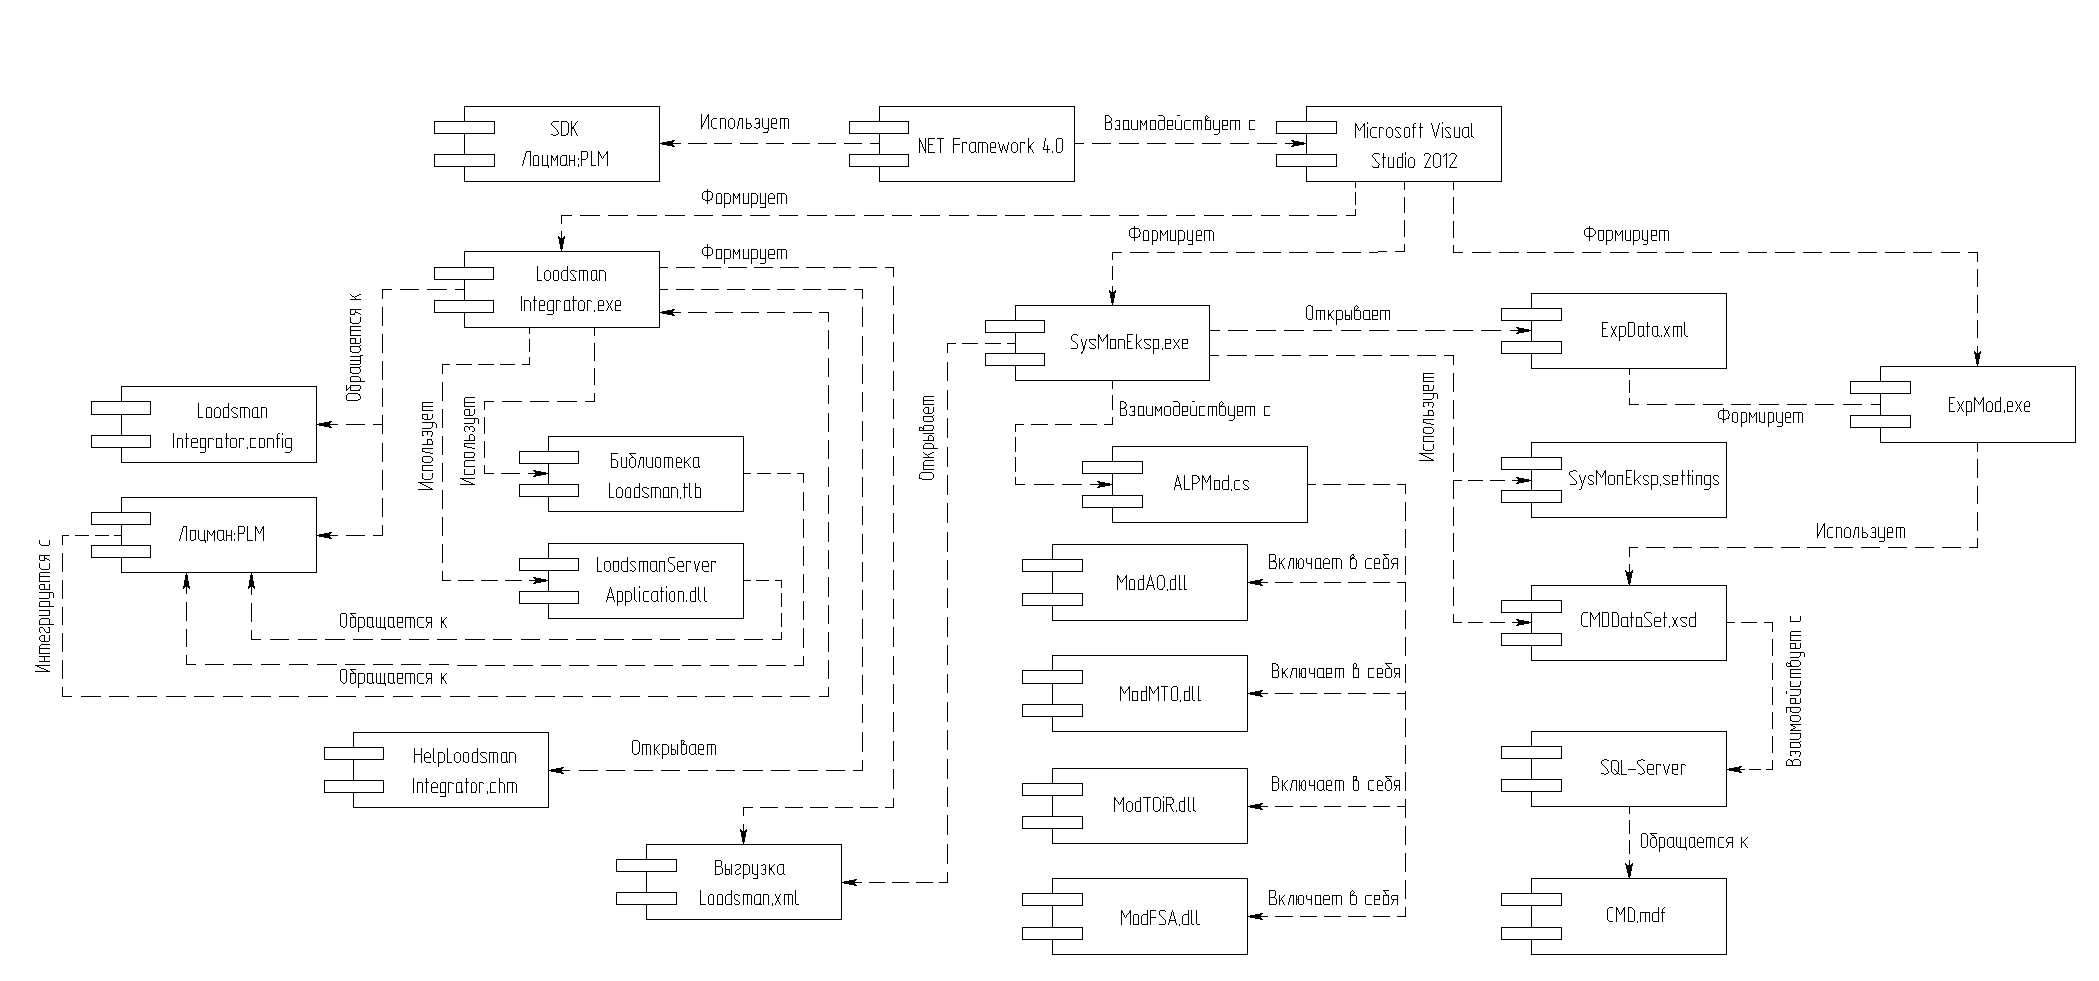 SDK
Лоцман:PLM
Использует
NET Framework 4.0
Взаимодействует с
Microsoft Visual
Studio 2012
Формирует
Формирует
Формирует
Формирует
Loodsman
Integrator.exe
Обращается к
Loodsman
Integrator.config
Лоцман:PLM
Интегрируется с
Использует
Использует
Библиотека
Loodsman.tlb
LoodsmanServer
Application.dll
Обращается к
Обращается к
HelpLoodsman
Integrator.chm
Открывает
Выгрузка
Loodsman.xml
Открывает
SysMonEksp.exe
Взаимодействует с
ALPMod.cs
Включает в себя
ModAO.dll
Включает в себя
ModMTO.dll
Включает в себя
ModTOiR.dll
Включает в себя
ModFSA.dll
Открывает
ExpData.xml
Использует
Формирует
ExpMod.exe
SysMonEksp.settings
Использует
CMDDataSet.xsd
Взаимодействует с
SQL-Server
Обращается к
CMD.mdf